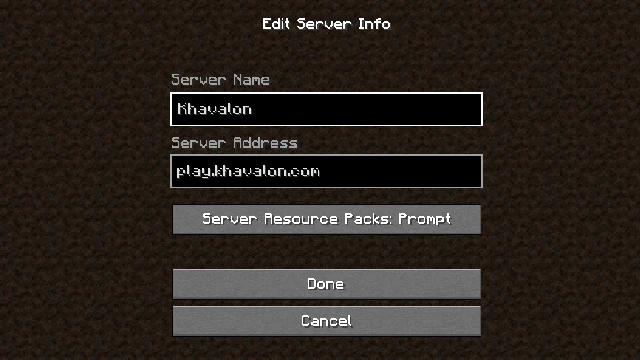 Edit Server Info
Server Name
Khavalon
Server Address
play.khavalon.com
Server Resource Packs: Prompt
Done
Cancel